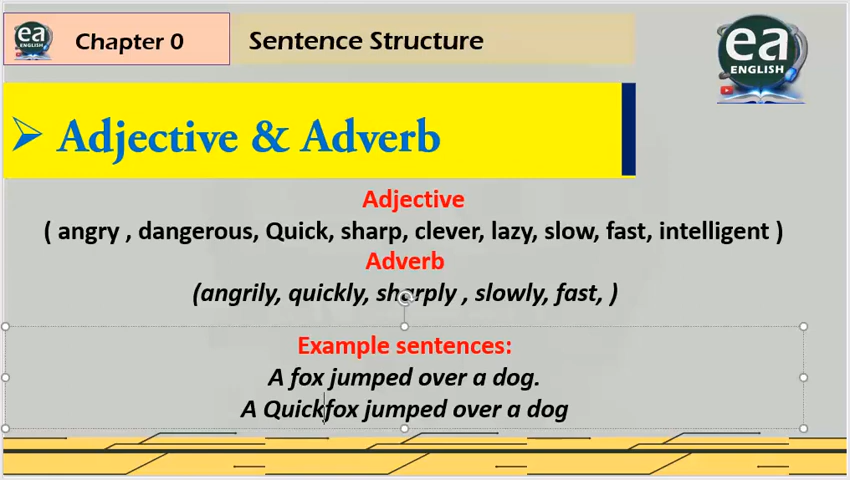 ea
ENGLISH
Chapter 0
Sentence Structure
ea
ENGLISH
Adjective & Adverb
Adjective
( angry , dangerous, Quick, sharp, clever, lazy, slow, fast, intelligent )
Adverb
(angrily, quickly, sharply , slowly, fast, )
Example sentences:
A fox jumped over a dog.
A Quickfox jumped over a dog